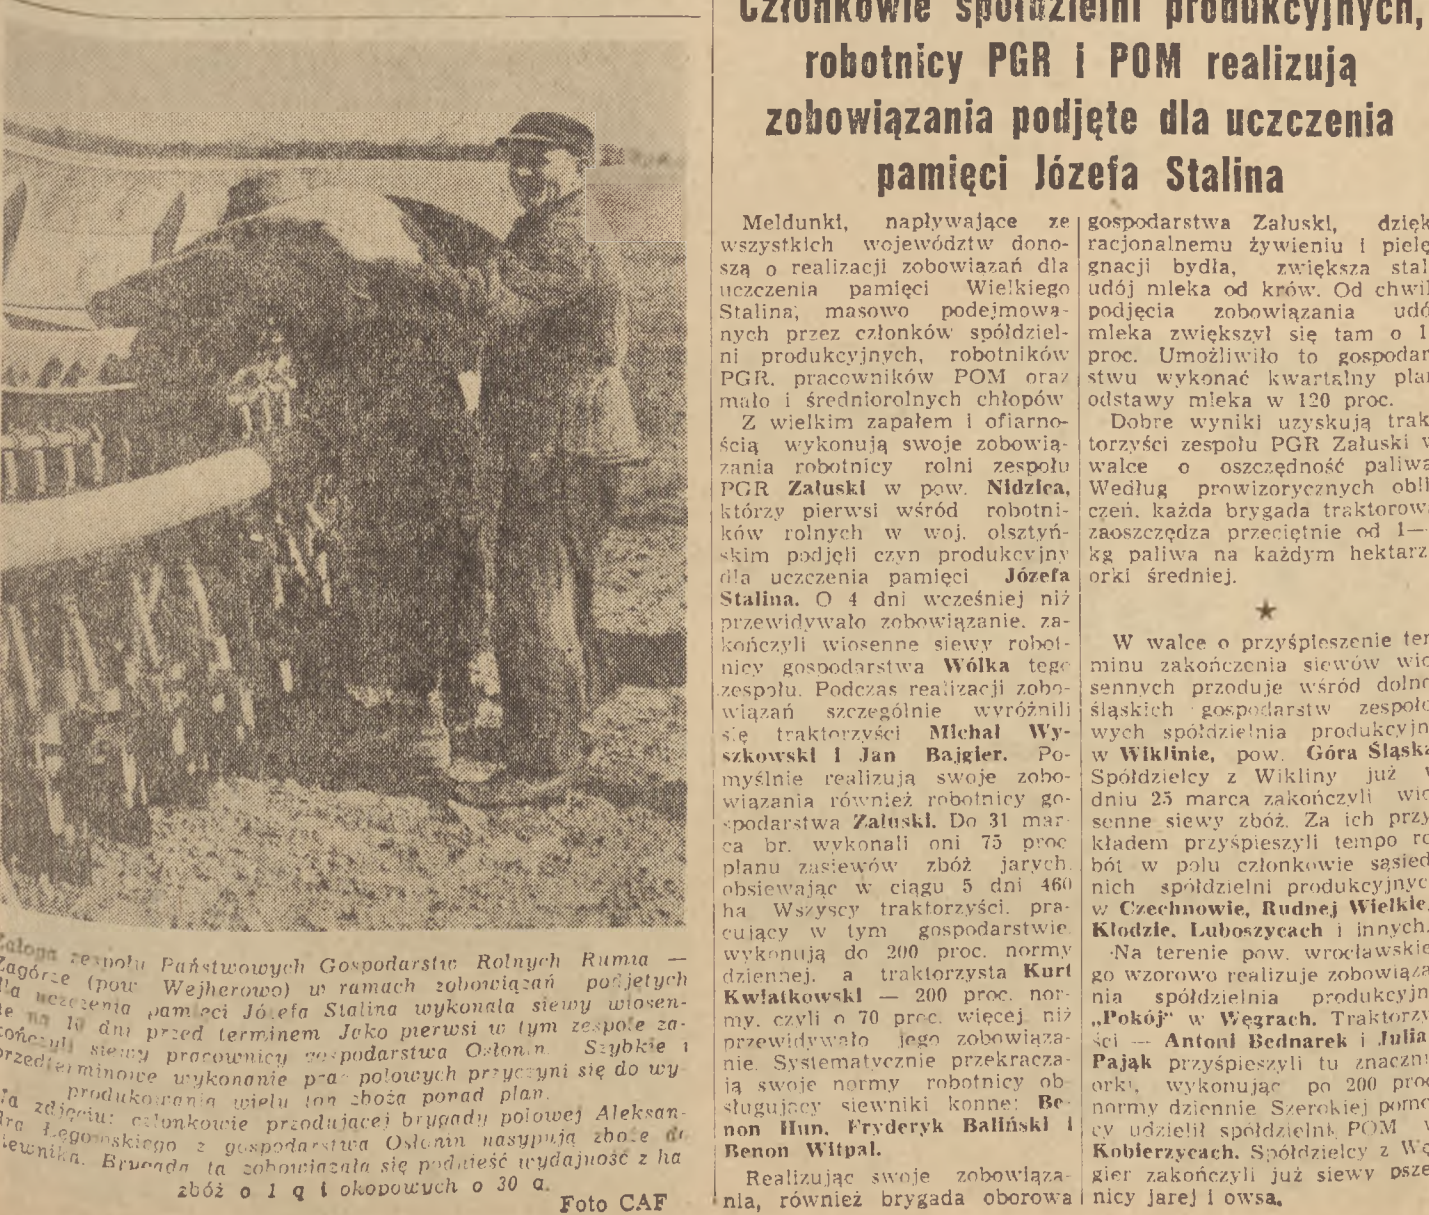 Członkowie spółdzielni produkcyjnych,
robotnicy PGR i POM realizują
zobowiązania podjęte dla uczczenia
pamięci Józefa Stalina
Meldunki, napływające ze
wszystkich województw dono-
szą o realizacji zobowiązań dla
uczczenia pamięci Wielkiego
Stalina, masowo podejmowa-
nych przez członków spółdziel-
ni produkcyjnych, robotników
PGR, pracowników POM oraz
mało i średniorolnych chłopów
Z wielkim zapałem i ofiarno-
ścią wykonują swoje zobowią-
zania robotnicy rolni zespołu
PGR Załuski w pow. Nidzica,
którzy pierwsi wśród robotni-
ków rolnych w woj. olsztyń-
skim podjęli czyn produkcyjny
dla uczczenia pamięci Józefa
Stalina. O 4 dni wcześniej niż
przewidywało zobowiązanie, za-
kończyli wiosenne siewy robot-
nicy gospodarstwa Wólka tego
zespołu. Podczas realizacji zobo-
wiązań szczególnie wyróżnili
się traktorzyści Michał Wy-
szkowski i Jan Bajgier. Po-
myślnie realizują swoje zobo-
wiązania również robotnicy go-
spodarstwa Załuski. Do 31 mar-
ca br. wykonali oni 75 proc
planu zasiewów zbóż jarych,
obsiewając w ciągu 5 dni 460
ha Wszyscy traktorzyści, pra-
cujący w tym gospodarstwie
wykonują do 200 proc. normy
dziennej, a traktorzysta Kurt
Kwiatkowski — 200 proc. nor-
my, czyli o 70 proc. więcej niż
przewidywało jego zobowiąza-
nie. Systematycznie przekracza-
ją swoje normy robotnicy ob-
sługujący siewniki konne: Be-
non Hun, Fryderyk Baliński i
Benon Witpal.
Realizując swoje zobowiąza-
nia, również brygada oborowa
gospodarstwa Załuski, dzięk
racjonalnemu żywieniu i pielę
gnacji bydła, zwiększa stal
udój mleka od krów. Od chwil
podjęcia zobowiązania udó
mleka zwiększył się tam o 1
proc. Umożliwiło to gospodar
stwu wykonać kwartalny plan
odstawy mleka w 120 proc.
Dobre wyniki uzyskują trak
torzyści zespołu PGR Załuski w
walce o oszczędność paliwa
Według prowizorycznych obli
czeń, każda brygada traktorow
zaoszczędza przeciętnie od 1—
kg paliwa na każdym hektarz
orki średniej.
★
W walce o przyśpieszenie ter
minu zakończenia siewów wio
sennych przoduje wśród dolno
śląskich gospodarstw zespoło
wych spółdzielnia produkcyjn
w Wiklinie, pow. Góra Śląska
Spółdzielcy z Wikliny już w
dniu 25 marca zakończyli wio
senne siewy zbóż. Za ich przy
kładem przyśpieszyli tempo ro
bót w polu członkowie sąsied
nich spółdzielni produkcyjnyc
w Czechnowie, Rudnej Wielkie,
Kłodzie, Luboszycach i innych.
Na terenie pow. wrocławskie
go wzorowo realizuje zobowiąza
nia spółdzielnia produkcyjn
„Pokój" w Węgrach. Traktorzy
ści — Antoni Bednarek i Julia
Pająk przyśpieszyli tu znaczni
orki, wykonując po 200 proc
normy dziennie Szerokiej pomo
cy udzielił spółdzielni POM w
Kobierzycach. Spółdzielcy z Wę
gier zakończyli już siewy psze
nicy jarej i owsa.
Załoga zespołu Państwowych Gospodarstw Rolnych Rumia —
Zagórze (pow. Wejherowo) w ramach zobowiązań podjętych
dla uczczenia pamięci Józefa Stalina wykonała siewy wiosen-
ne na 10 dni przed terminem Jako pierwsi w tym zespole za-
kończyli siewy pracownicy gospodarstwa Osłonin. Szybkie i
przedterminowe wykonanie prac polowych przyczyni się do wy-
produkowania wielu ton zboża ponad plan.
Na zdjęciu: członkowie przodującej brygady polowej Aleksan-
dra Łegowskiego z gospodarstwa Osłonin nasypują zboże do
siewnika. Brygada ta zobowiązała się podnieść wydajność z ha
zbóż o 1 q i okopowych o 30 q.
Foto CAF